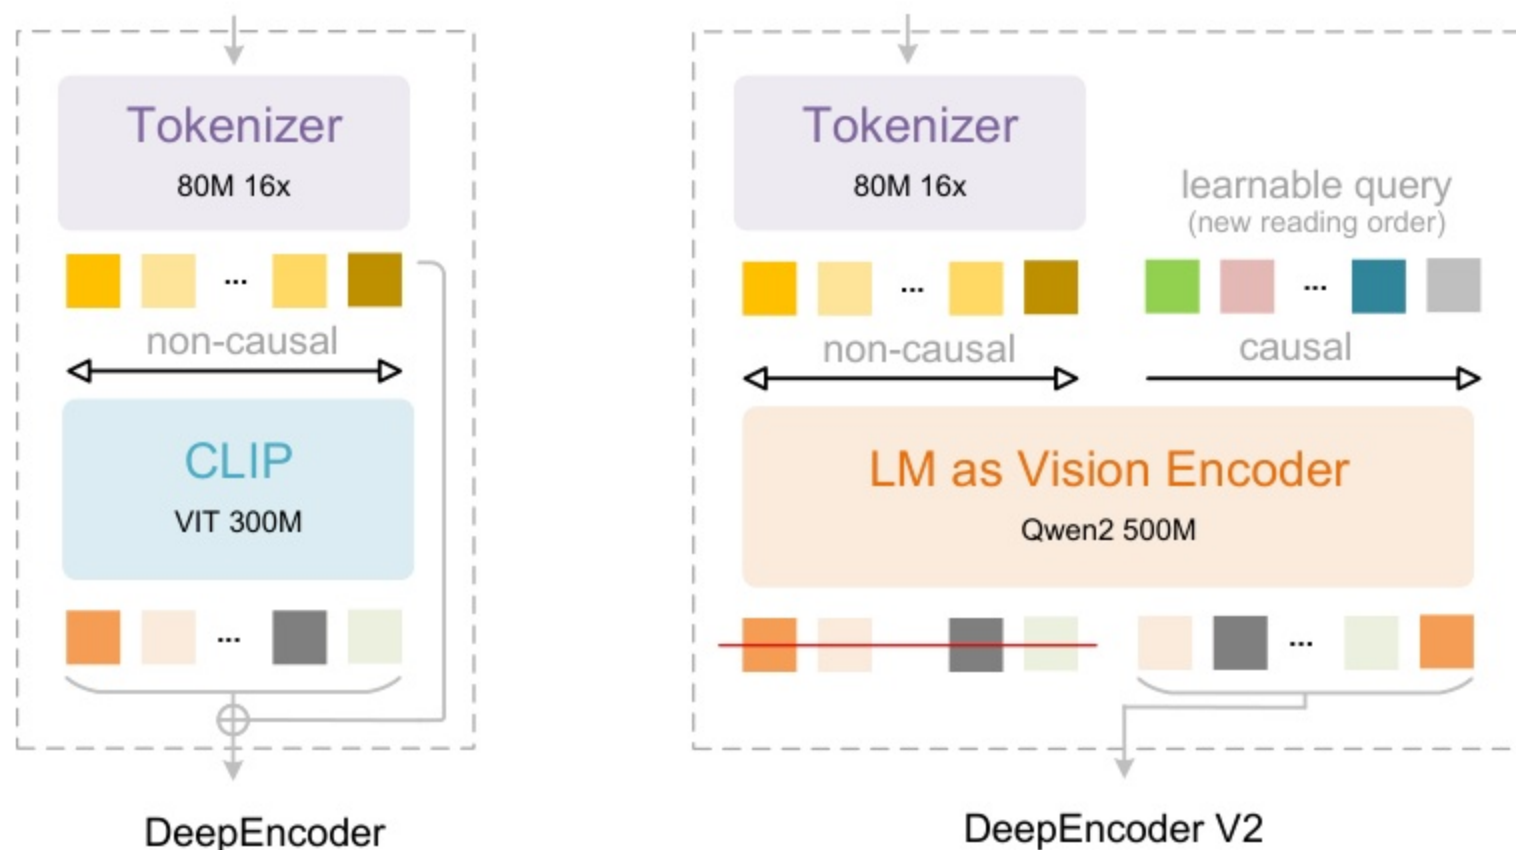 Tokenizer
80M 16x
...
non-causal
CLIP
VIT 300M
...
DeepEncoder
Tokenizer
80M 16x
learnable query
(new reading order)
...
...
non-causal
causal
LM as Vision Encoder
Qwen2 500M
...
DeepEncoder V2